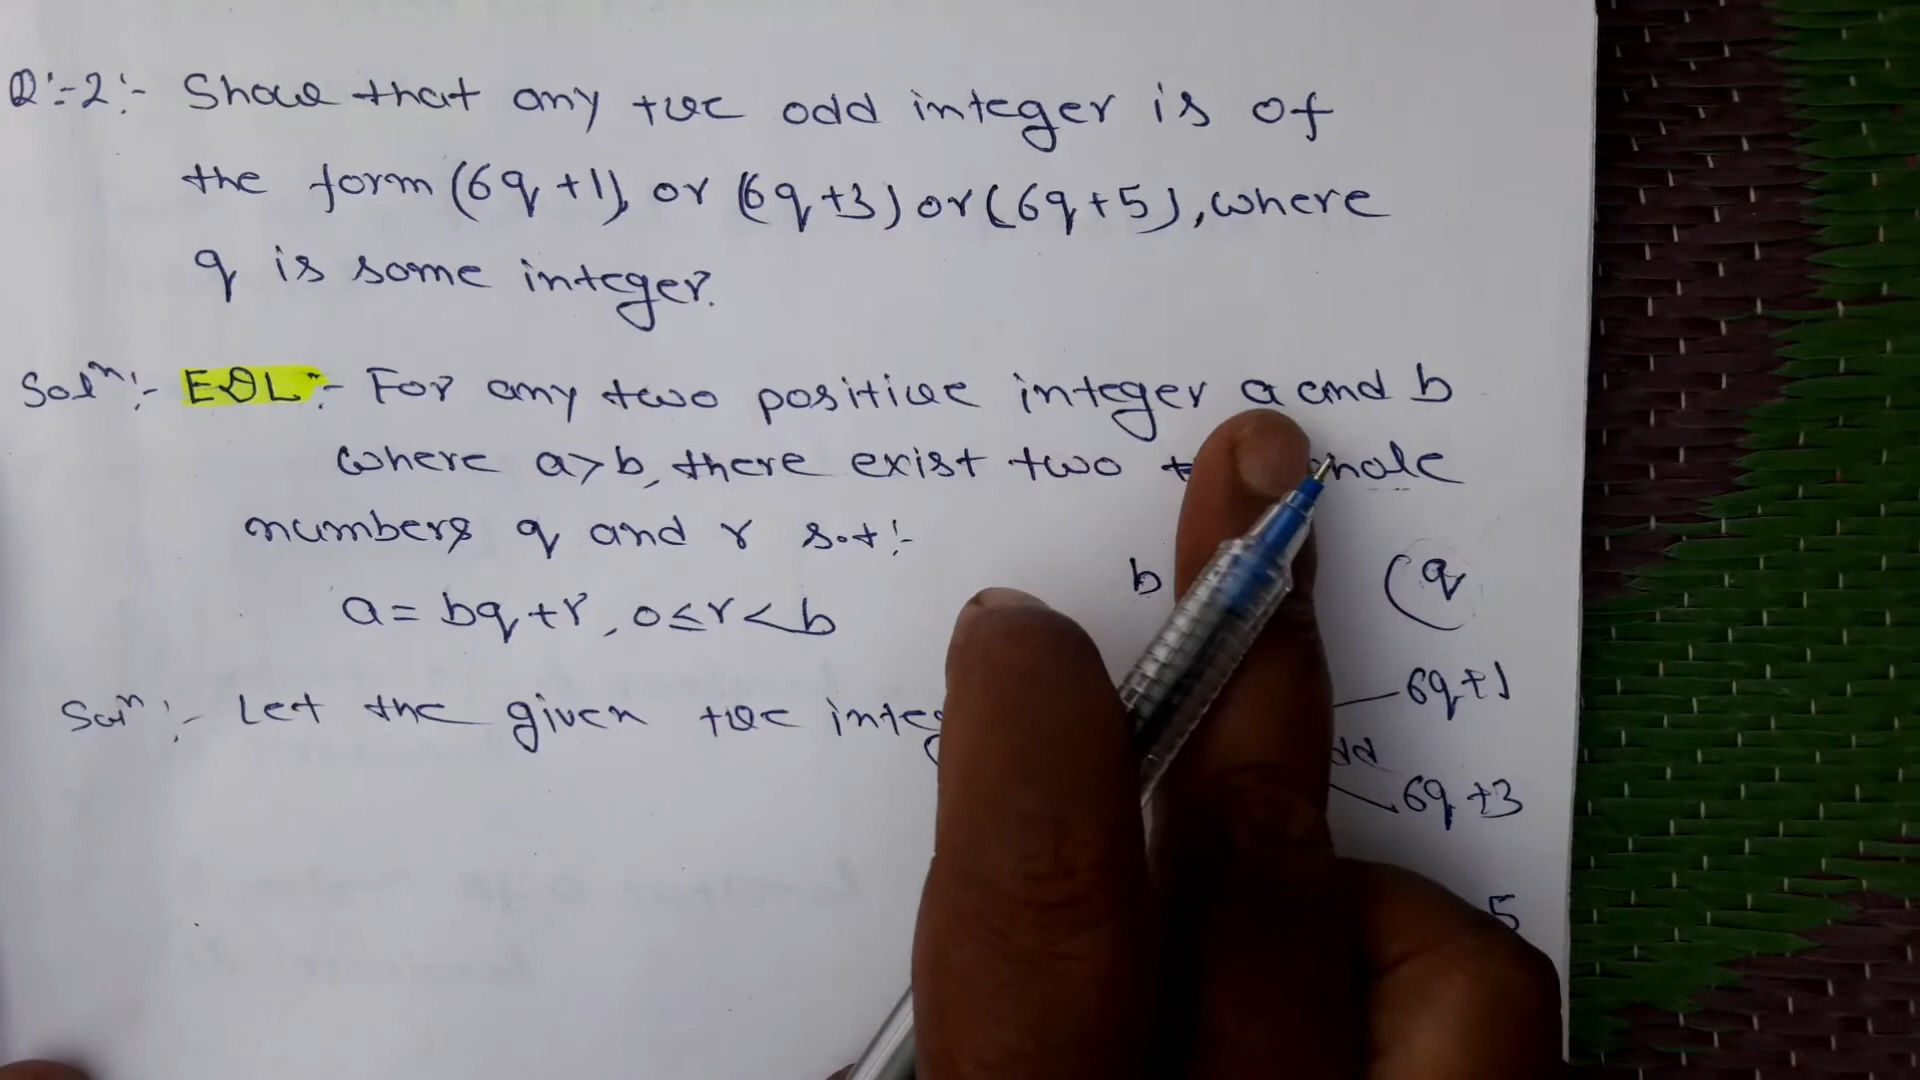 Q:-2:- Show that any +ve odd integer is of
the form (6q+1), or (6q+3) or (6q+5), where
q is some integer.
Solⁿ:- EDL:- For any two positive integer a and b
where a>b, there exist two whole
numbers q and r s.t:-
a = bq + r, 0≤r<b
b
(q
6q+1
6q+3
5
Solⁿ:- Let the given +ve